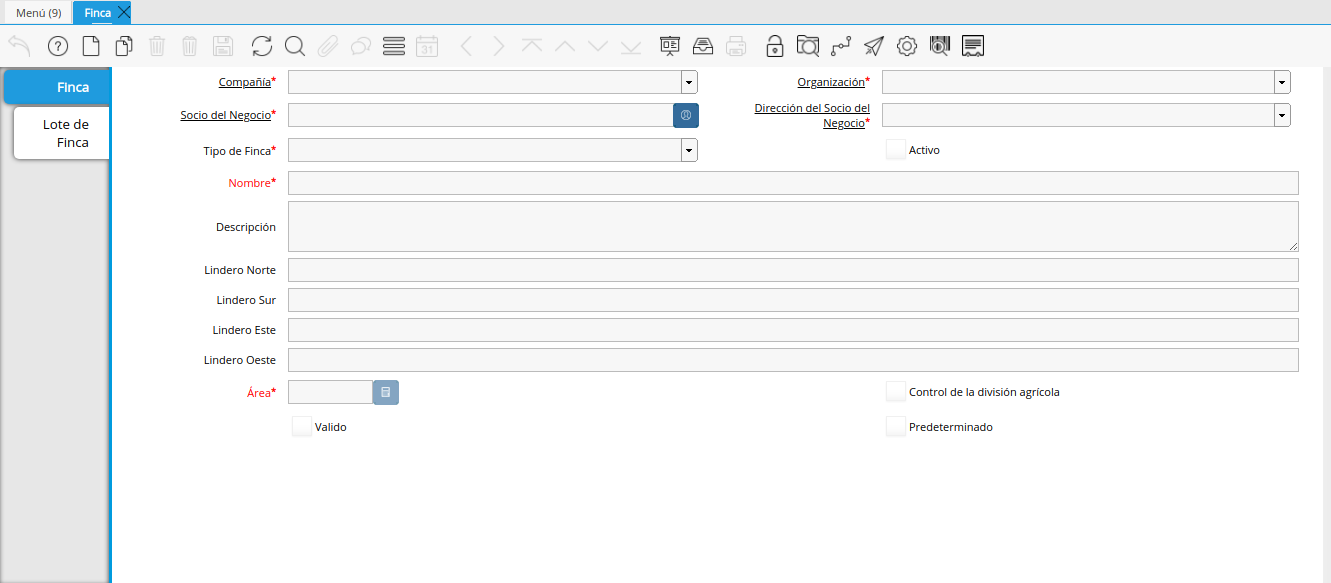 Menú (9)
Finca
31
Finca
Lote de
Finca
Compañía*
Organización*
Socio del Negocio*
Dirección del Socio del
Negocio*
Tipo de Finca*
Activo
Nombre*
Descripción
Lindero Norte
Lindero Sur
Lindero Este
Lindero Oeste
Área*
Control de la división agrícola
Valido
Predeterminado